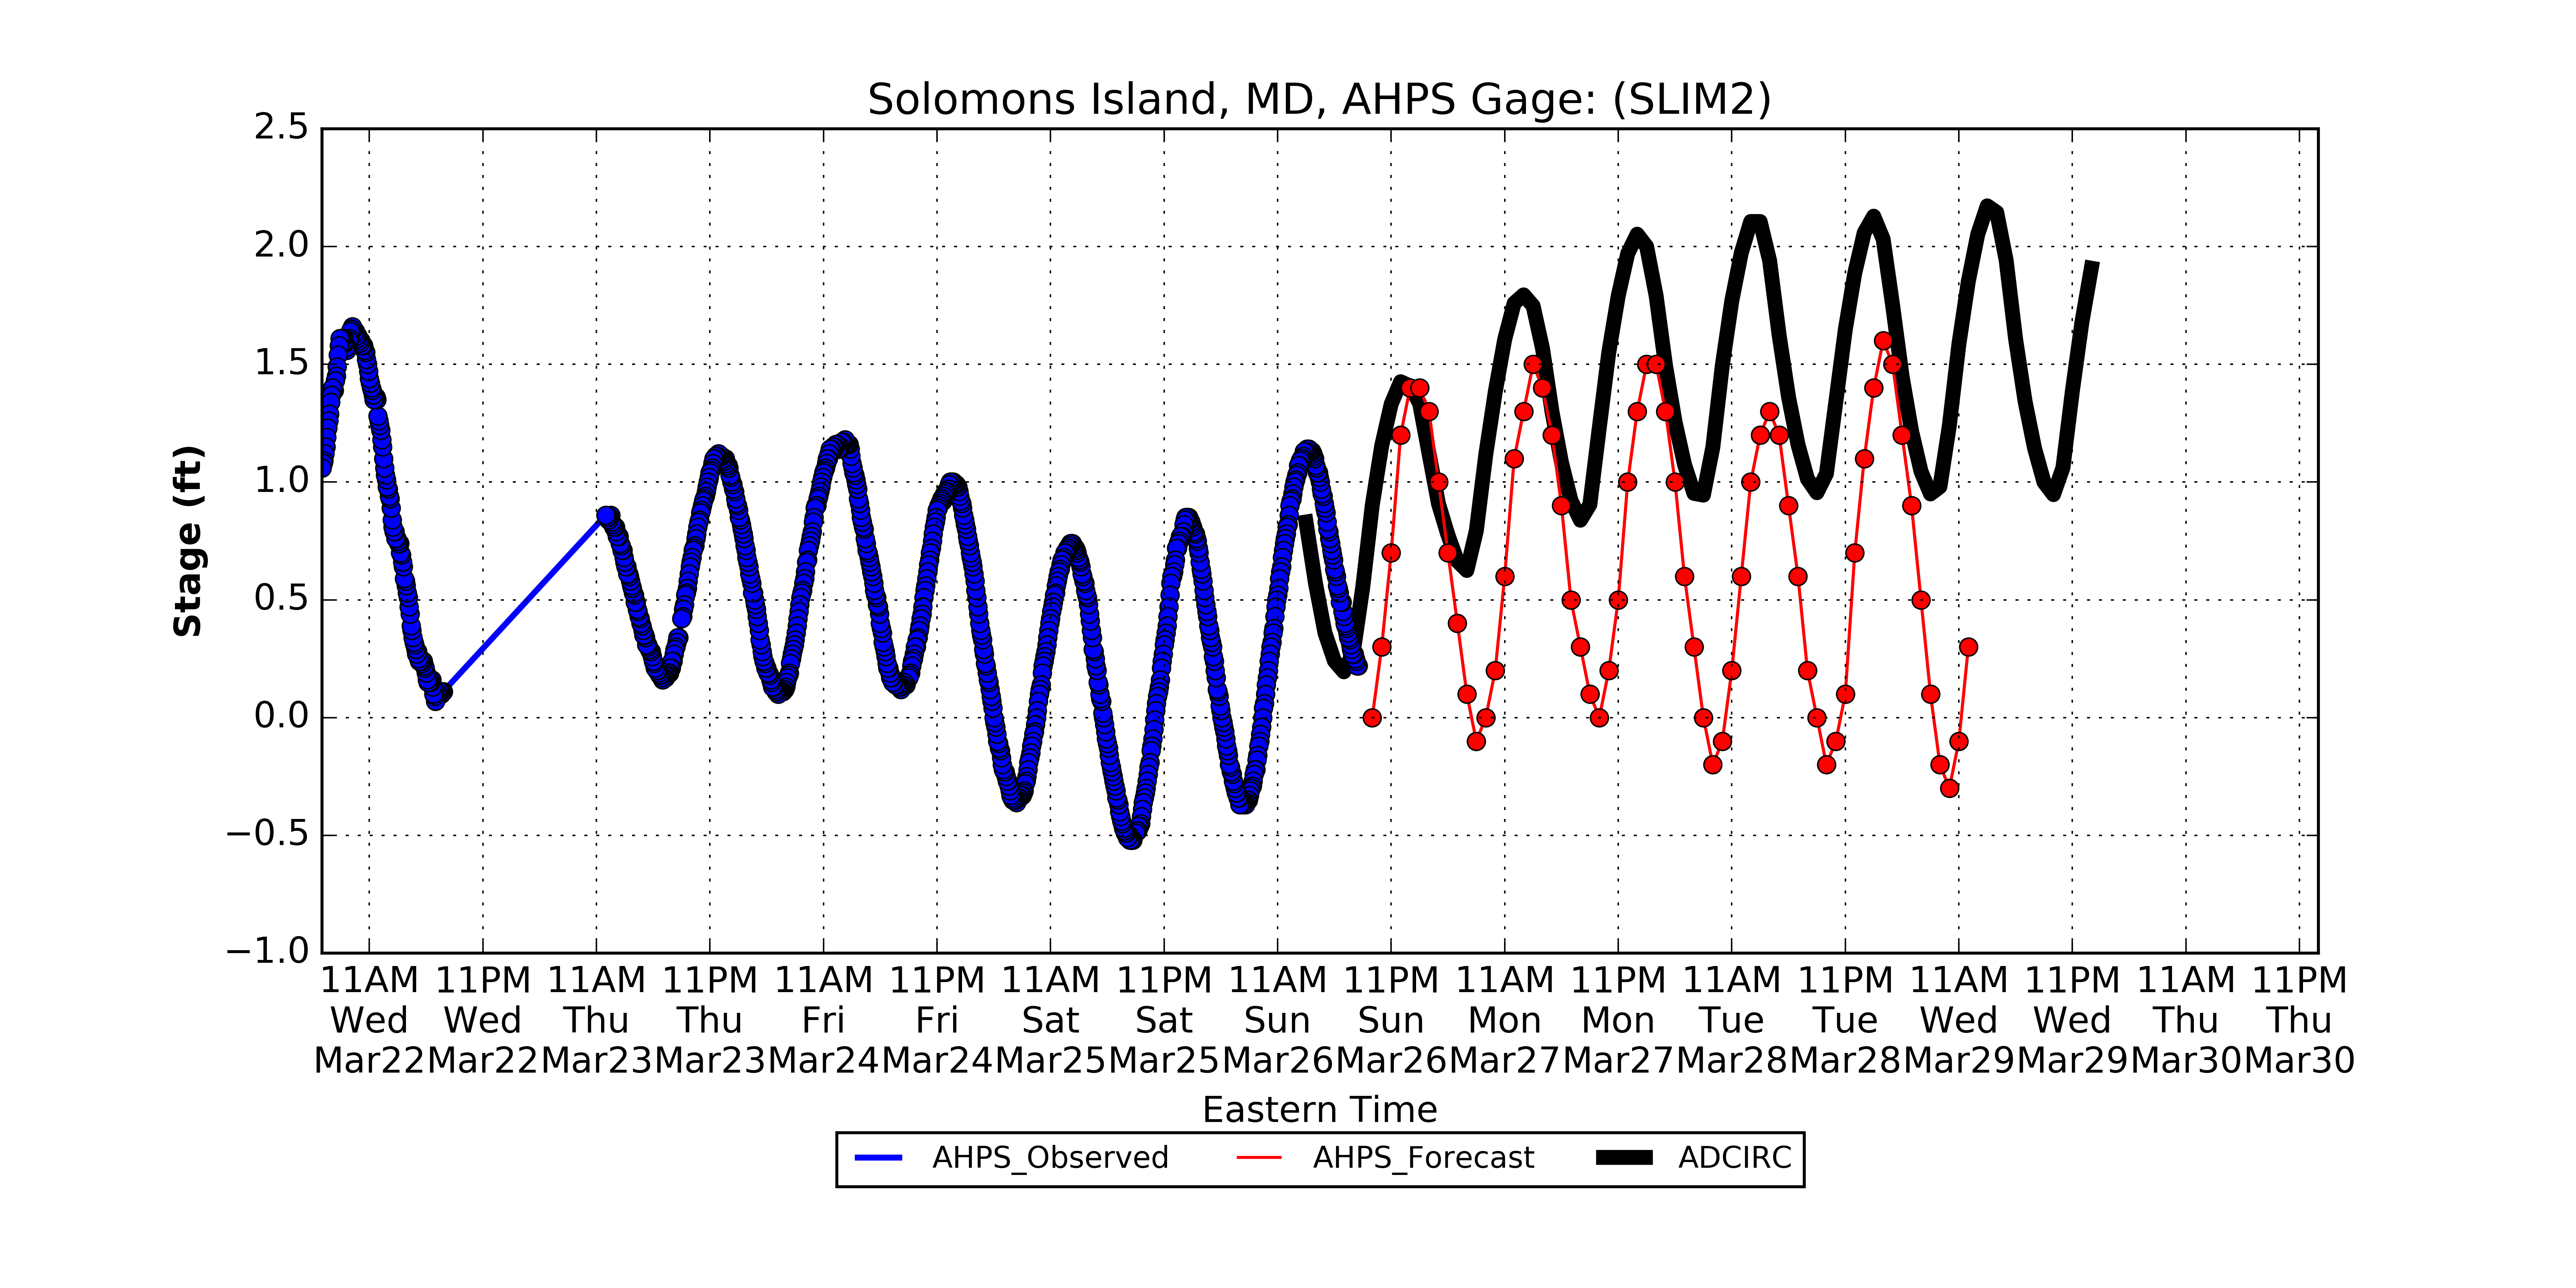 Solomons Island, MD, AHPS Gage: (SLIM2)
2.5
2.0
1.5
1.0
0.5
0.0
−0.5
−1.0
Stage (ft)
11AM 11PM 11AM 11PM 11AM 11PM 11AM 11PM 11AM 11PM 11AM 11PM 11AM 11PM 11AM 11PM 11AM 11PM
Wed Wed Thu Thu Fri Fri Sat Sat Sun Sun Mon Mon Tue Tue Wed Wed Thu Thu
Mar22 Mar22 Mar23 Mar23 Mar24 Mar24 Mar25 Mar25 Mar26 Mar26 Mar27 Mar27 Mar28 Mar28 Mar29 Mar29 Mar30 Mar30
Eastern Time
AHPS_Observed AHPS_Forecast ADCIRC